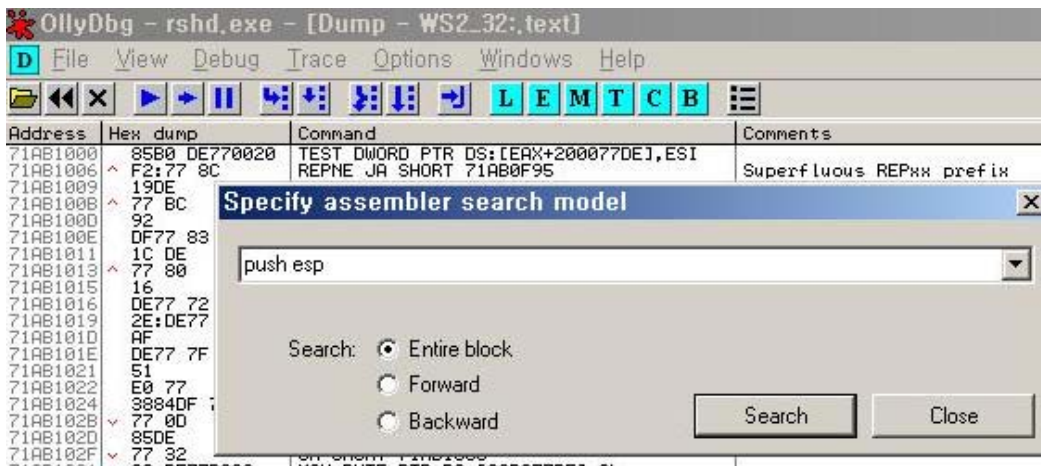 OllyDbg - rshd.exe - [Dump - WS2_32:.text]
D File View Debug Trace Options Windows Help
L E M T C B
Address Hex dump Command Comments
71AB1000 85B0 DE770020 TEST DWORD PTR DS:[EAX+200077DE],ESI
71AB1006 ^ F2:77 8C REPNE JA SHORT 71AB0F95 Superfluous REPxx prefix
71AB1009 19DE
71AB100B ^ 77 BC
71AB100D 92
71AB100E DF77 83
71AB1011 1C DE
71AB1013 ^ 77 80
71AB1015 16
71AB1016 DE77 72
71AB1019 2E:DE77
71AB101D AF
71AB101E DE77 7F
71AB1021 51
71AB1022 E0 77
71AB1024 3884DF
71AB102B 77 0D
71AB102D 85DE
71AB102F 77 32
Specify assembler search model
push esp
Search: Entire block
Forward
Backward
Search Close